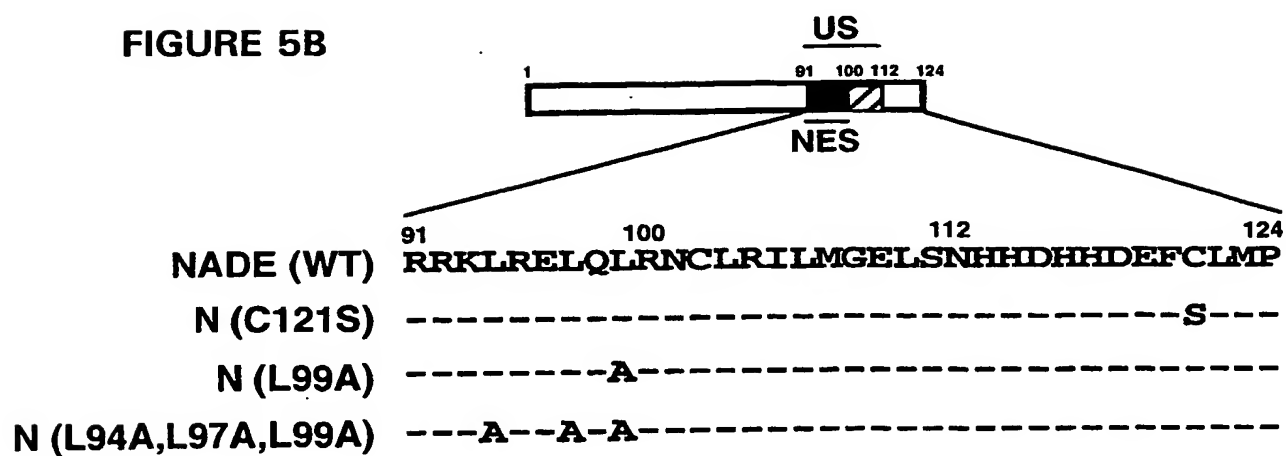 FIGURE 5B
US
1 91 100 112 124
NES
91 100 112 124
NADE (WT) RRKLRELQLRNCLRILMGELSNHHDHHDEFCLMP
N (C121S) ------------------------------S---
N (L99A) --------A-------------------------
N (L94A,L97A,L99A) ---A--A-A-------------------------